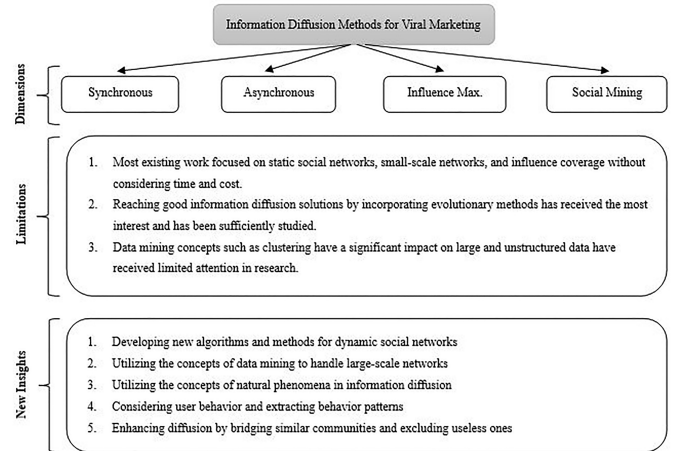 Information Diffusion Methods for Viral Marketing
Dimensions
Synchronous
Asynchronous
Influence Max.
Social Mining
Limitations
1. Most existing work focused on static social networks, small-scale networks, and influence coverage without
considering time and cost.
2. Reaching good information diffusion solutions by incorporating evolutionary methods has received the most
interest and has been sufficiently studied.
3. Data mining concepts such as clustering have a significant impact on large and unstructured data have
received limited attention in research.
New Insights
1. Developing new algorithms and methods for dynamic social networks
2. Utilizing the concepts of data mining to handle large-scale networks
3. Utilizing the concepts of natural phenomena in information diffusion
4. Considering user behavior and extracting behavior patterns
5. Enhancing diffusion by bridging similar communities and excluding useless ones